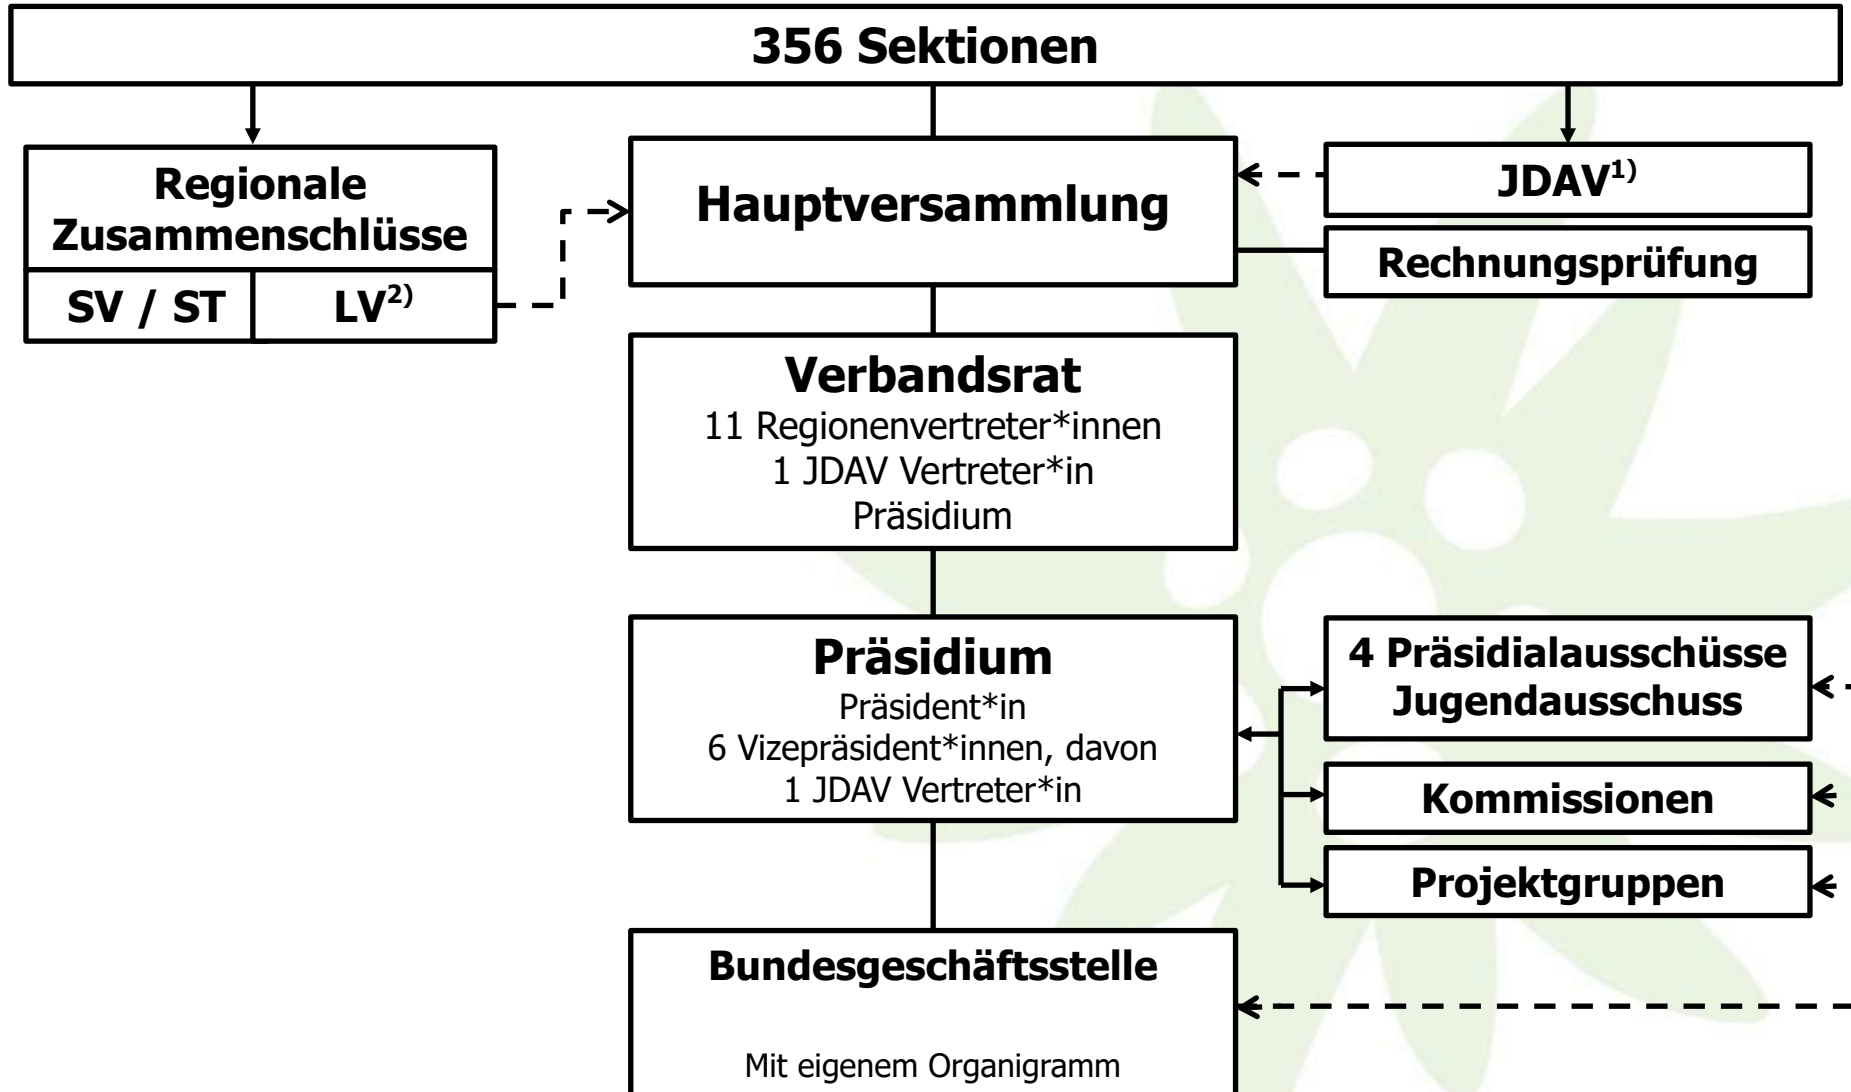 356 Sektionen
Regionale
Zusammenschlüsse
SV / ST
LV2)
Hauptversammlung
JDAV1)
Rechnungsprüfung
Verbandsrat
11 Regionenvertreter*innen
1 JDAV Vertreter*in
Präsidium
Präsidium
Präsident*in
6 Vizepräsident*innen, davon
1 JDAV Vertreter*in
4 Präsidialausschüsse
Jugendausschuss
Kommissionen
Projektgruppen
Bundesgeschäftsstelle
Mit eigenem Organigramm